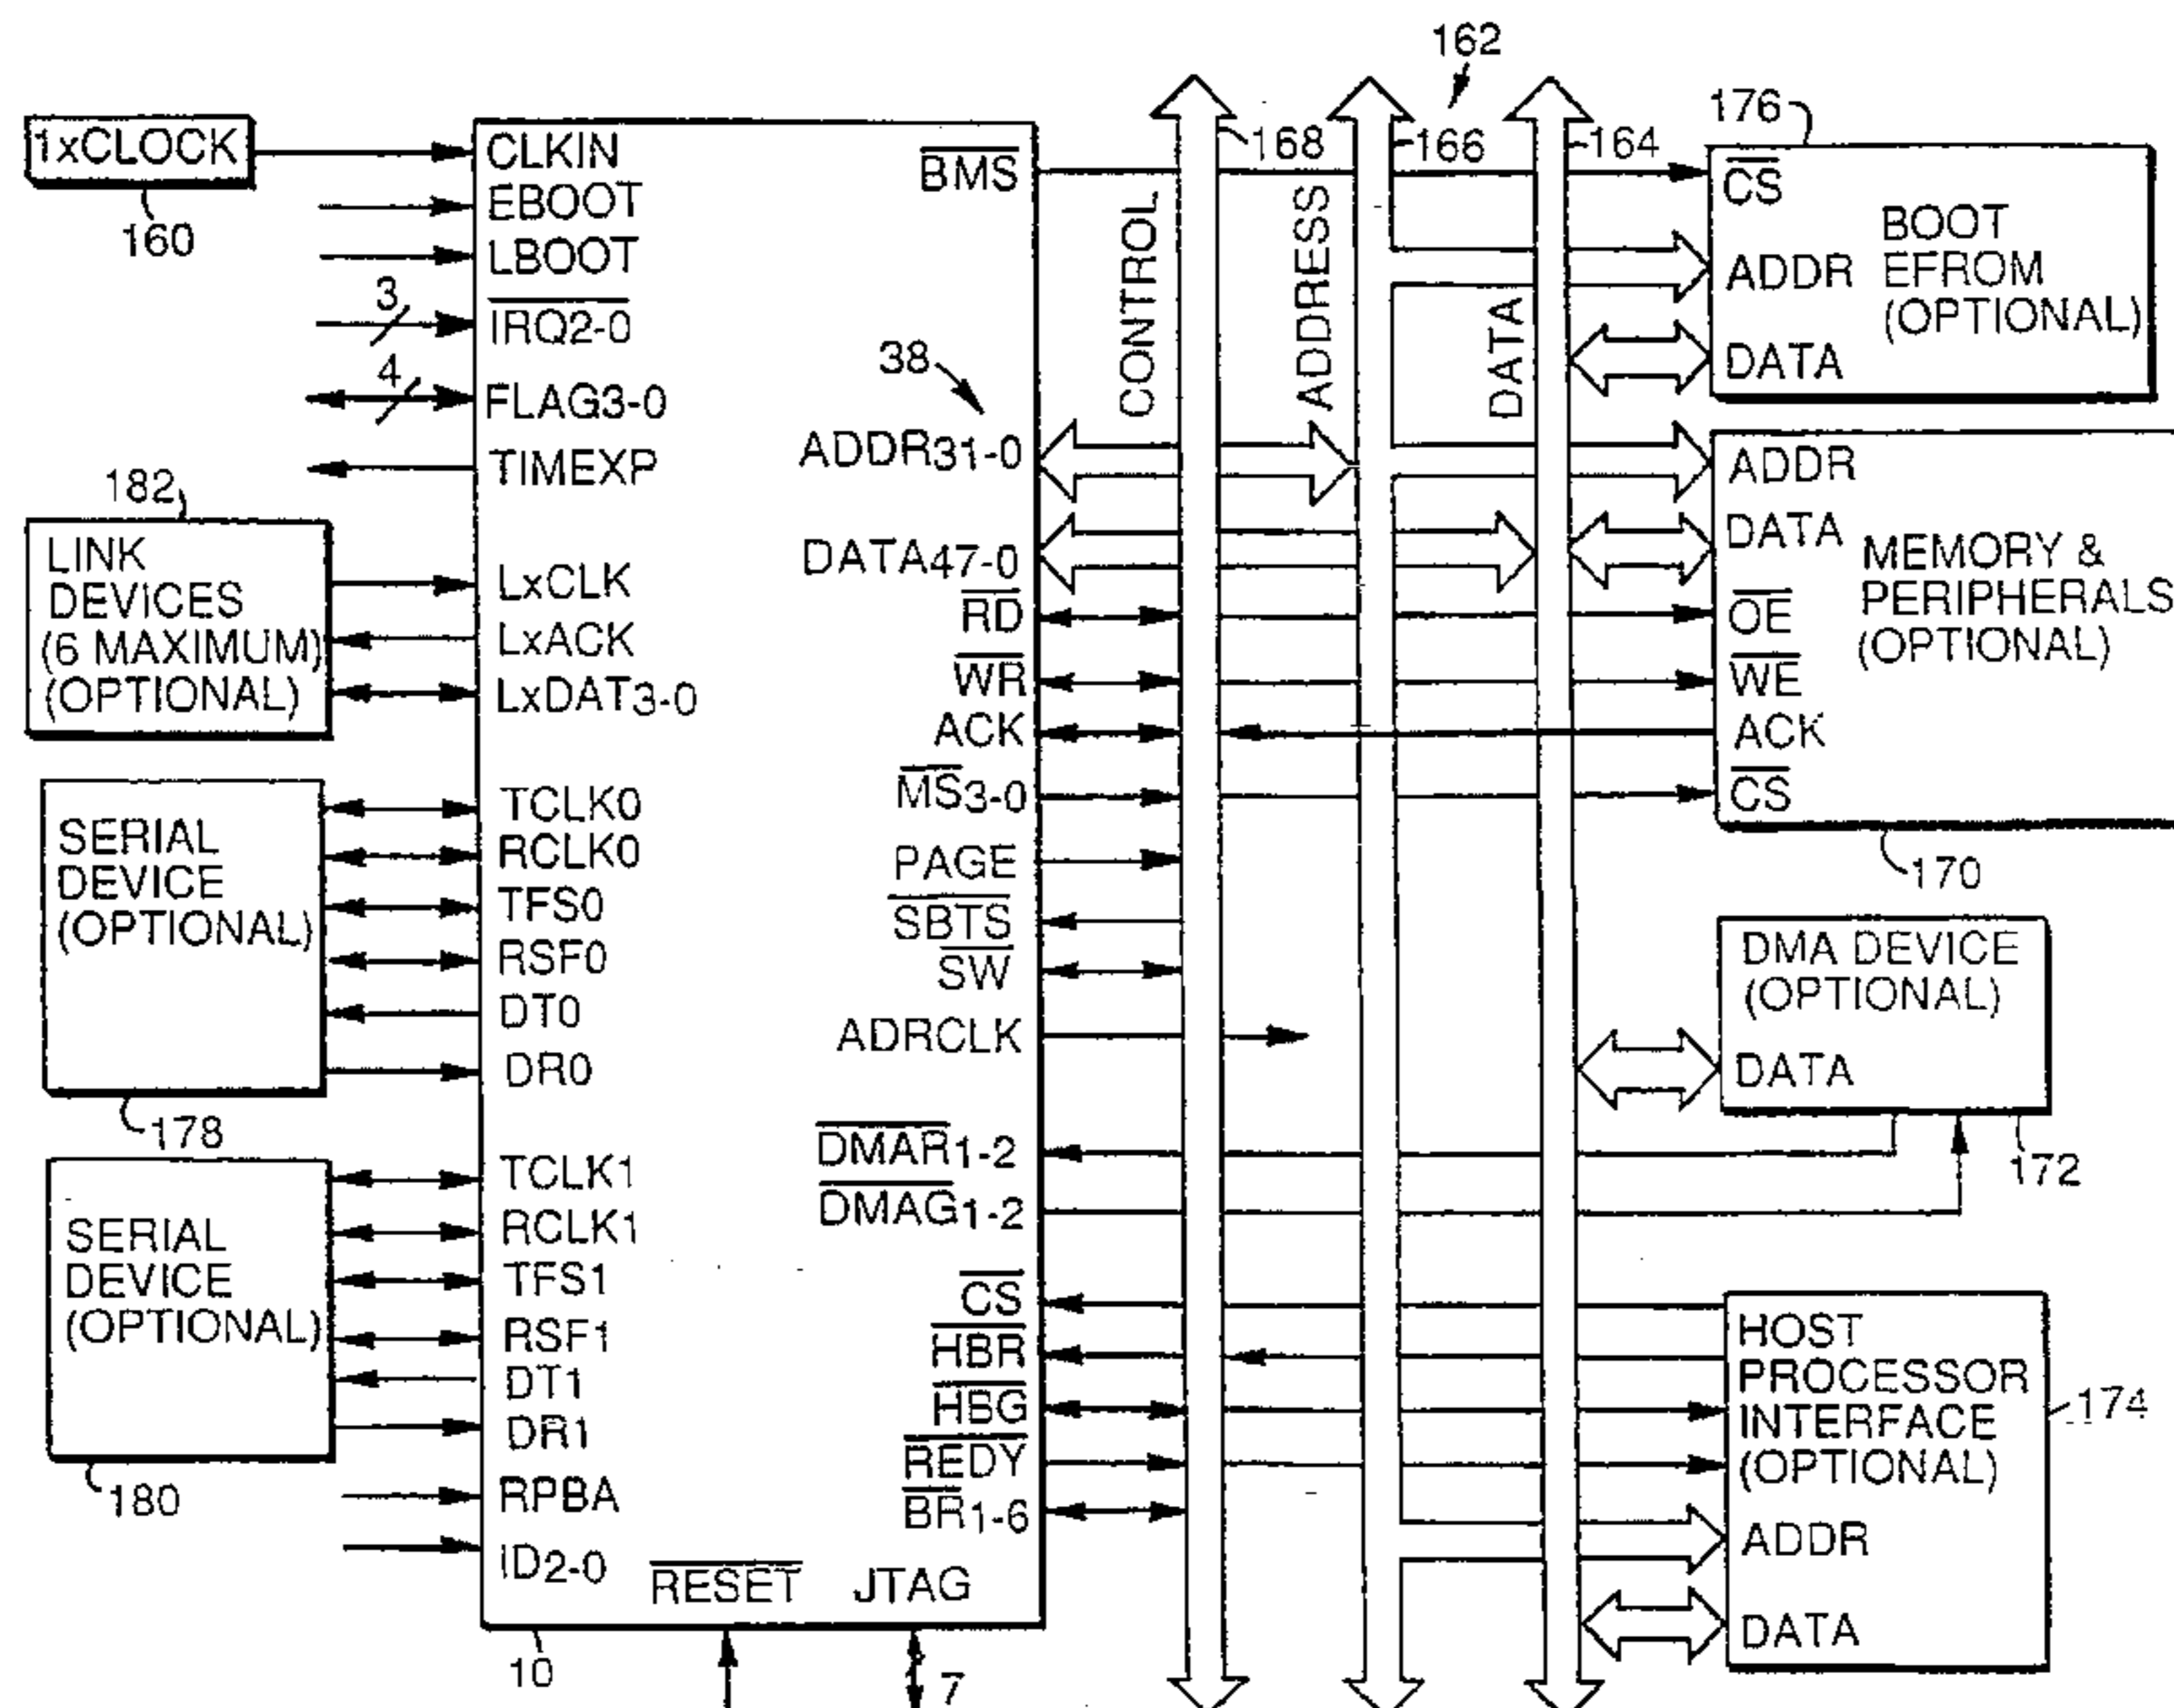 162
1xCLOCK
160
CLKIN
EBOOT
LBOOT
3
IRQ2-0
4
FLAG3-0
TIMEXP
182
LINK
DEVICES
(6 MAXIMUM)
(OPTIONAL)
LxCLK
LxACK
LxDAT3-0
SERIAL
DEVICE
(OPTIONAL)
178
TCLK0
RCLK0
TFS0
RSF0
DT0
DR0
SERIAL
DEVICE
(OPTIONAL)
180
TCLK1
RCLK1
TFS1
RSF1
DT1
DR1
RPBA
ID2-0
RESET
JTAG
10
7
BMS
38
ADDR31-0
DATA47-0
RD
WR
ACK
MS3-0
PAGE
SBTS
SW
ADRCLK
DMAR1-2
DMAG1-2
CS
HBR
HBG
REDY
BR1-6
168
166
164
CONTROL
ADDRESS
DATA
176
CS
BOOT
EFROM
(OPTIONAL)
ADDR
DATA
ADDR
DATA
MEMORY &
PERIPHERALS
(OPTIONAL)
OE
WE
ACK
CS
170
DMA DEVICE
(OPTIONAL)
DATA
172
HOST
PROCESSOR
INTERFACE
(OPTIONAL)
174
ADDR
DATA